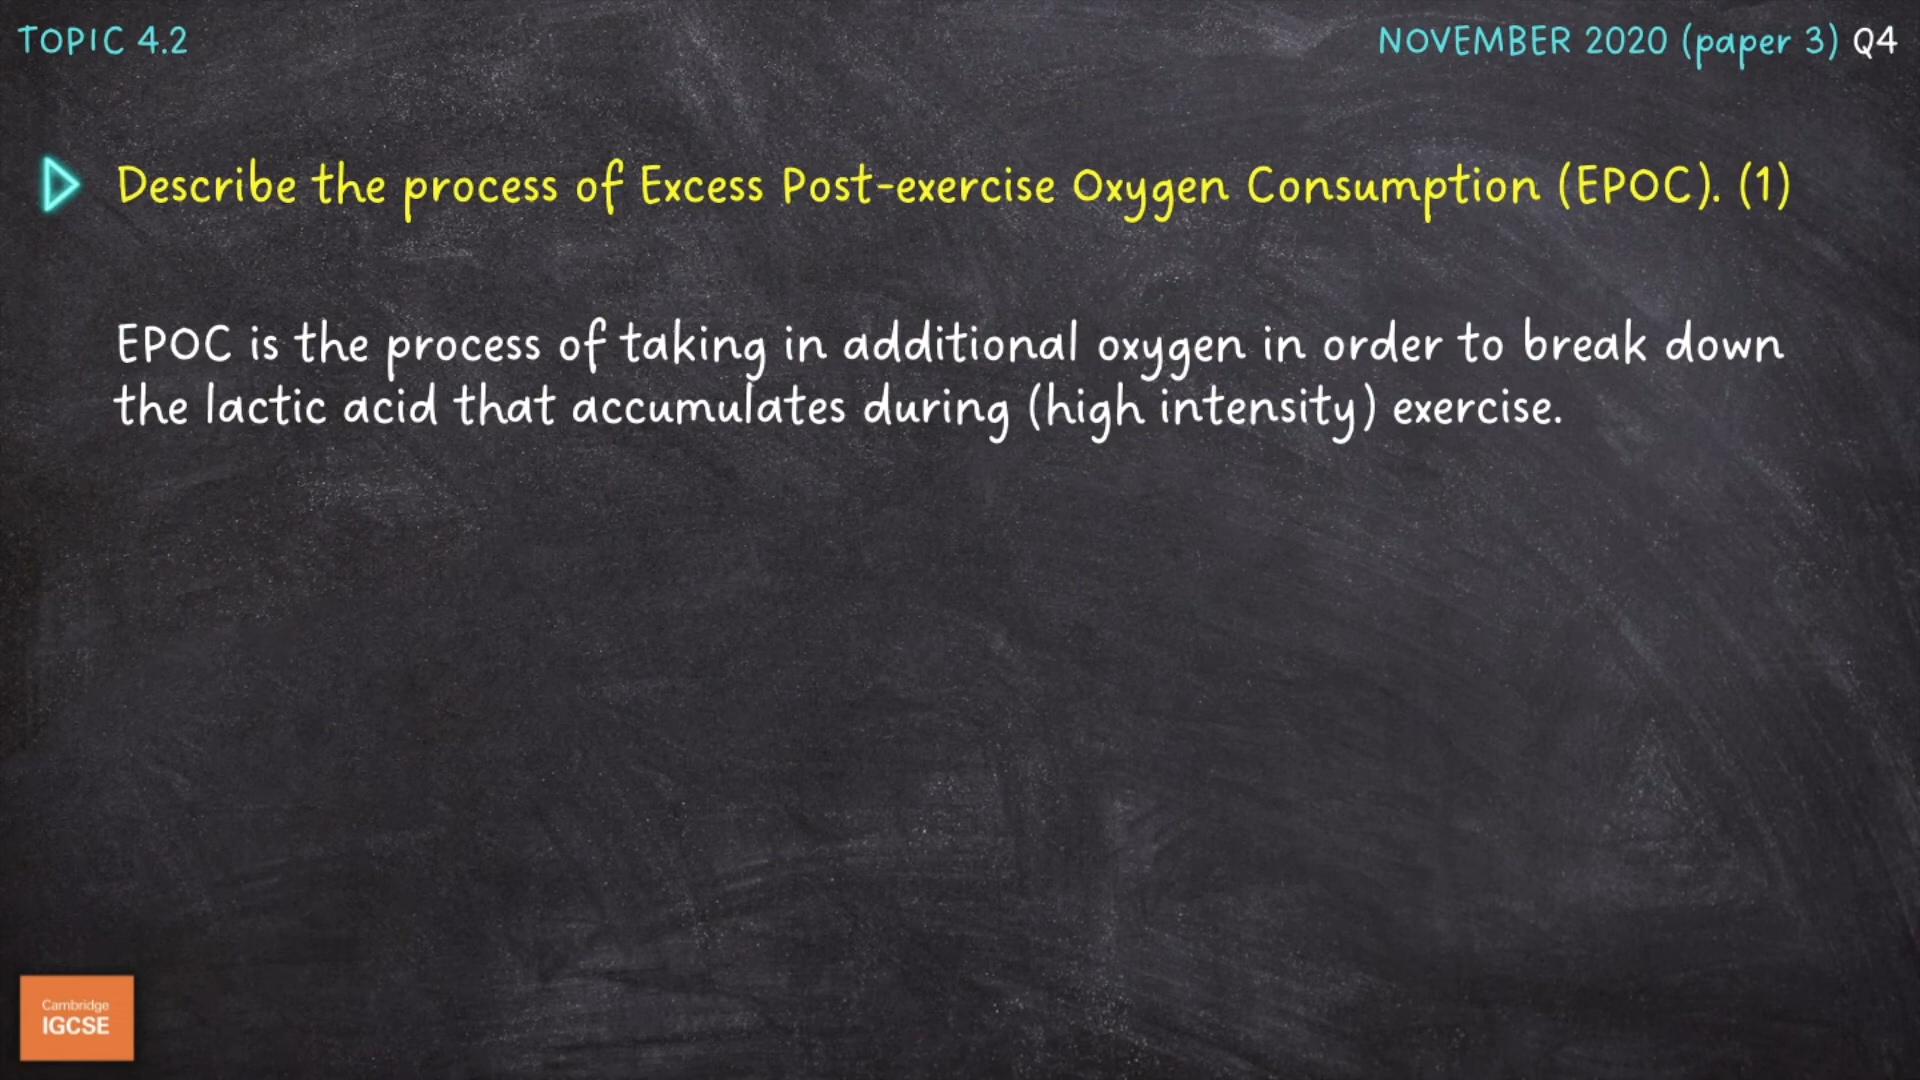 TOPIC 4.2
NOVEMBER 2020 (paper 3) Q4
Describe the process of Excess Post-exercise Oxygen Consumption (EPOC). (1)
EPOC is the process of taking in additional oxygen in order to break down
the lactic acid that accumulates during (high intensity) exercise.
Cambridge
IGCSE